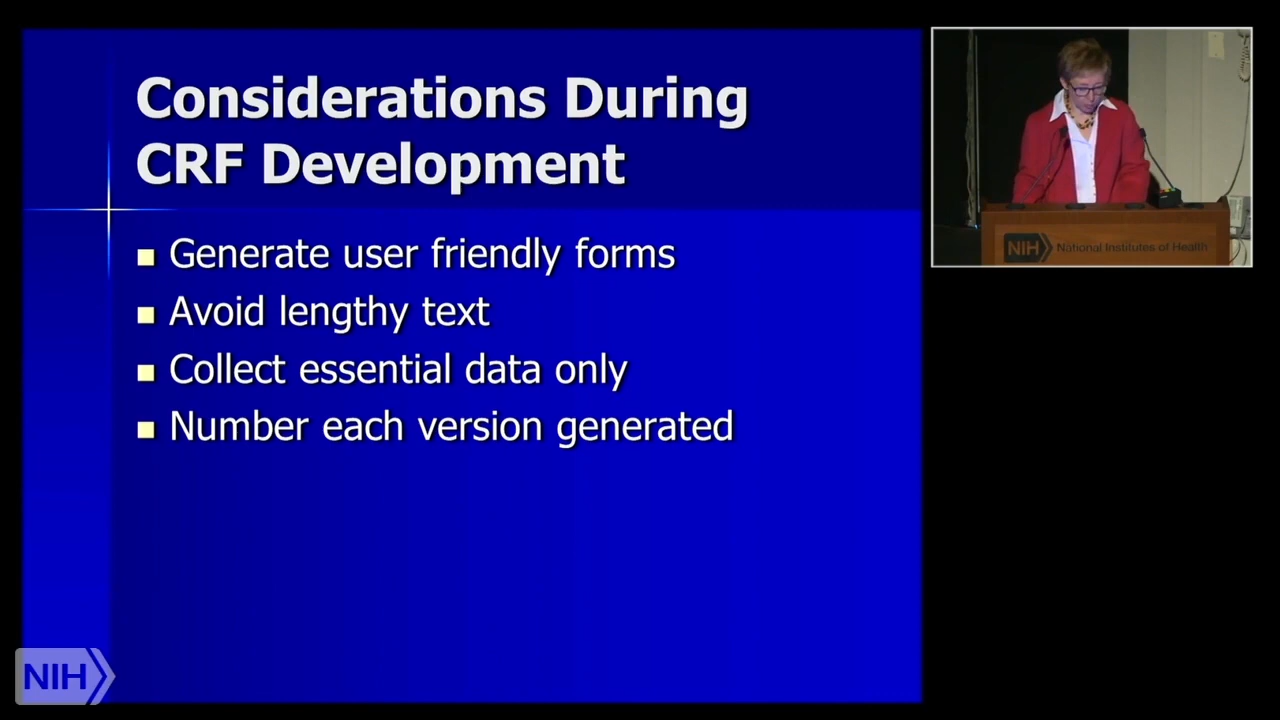 Considerations During
CRF Development
Generate user friendly forms
Avoid lengthy text
Collect essential data only
Number each version generated
NIH National Institutes of Health
NIH